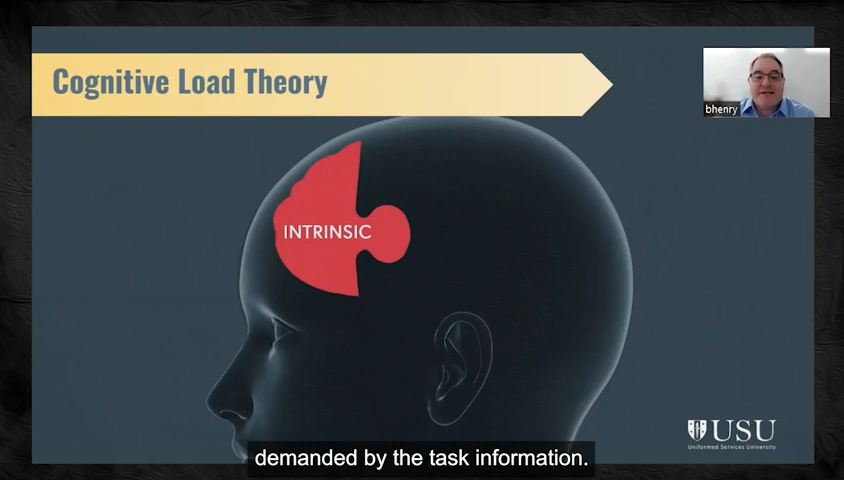 Cognitive Load Theory
bhenry
INTRINSIC
USU
Uniformed Services University
demanded by the task information.